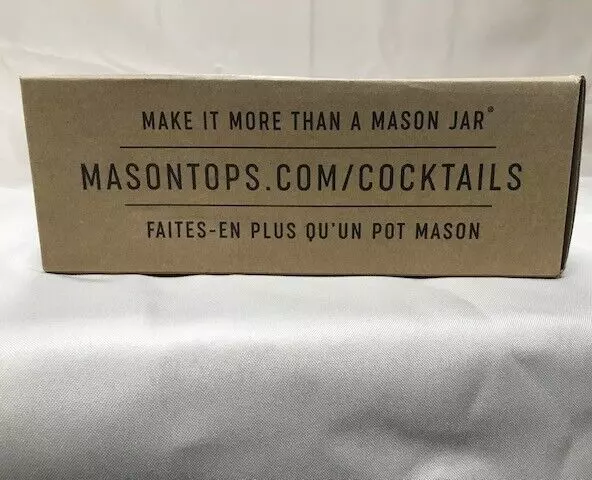 MAKE IT MORE THAN A MASON JAR®
MASONTOPS.COM/COCKTAILS
FAITES-EN PLUS QU'UN POT MASON